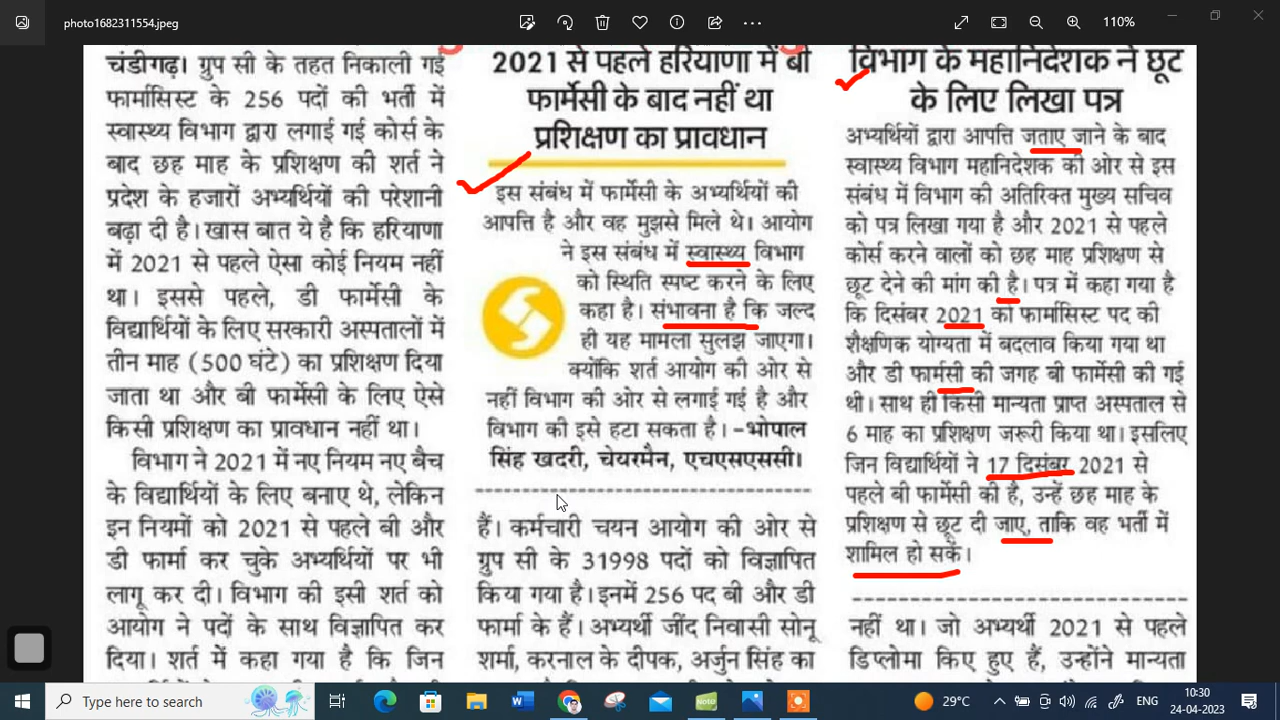 photo1682311554.jpeg
110%
चंडीगढ़। ग्रुप सी के तहत निकाली गई
फार्मासिस्ट के 256 पदों की भर्ती में
स्वास्थ्य विभाग द्वारा लगाई गई कोर्स के
बाद छह माह के प्रशिक्षण की शर्त ने
प्रदेश के हजारों अभ्यर्थियों की परेशानी
बढ़ा दी है। खास बात ये है कि हरियाणा
में 2021 से पहले ऐसा कोई नियम नहीं
था। इससे पहले, डी फार्मेसी के
विद्यार्थियों के लिए सरकारी अस्पतालों में
तीन माह (500 घंटे) का प्रशिक्षण दिया
जाता था और बी फार्मेसी के लिए ऐसे
किसी प्रशिक्षण का प्रावधान नहीं था।
विभाग ने 2021 में नए नियम नए बैच
के विद्यार्थियों के लिए बनाए थे, लेकिन
इन नियमों को 2021 से पहले बी और
डी फार्मा कर चुके अभ्यर्थियों पर भी
लागू कर दी। विभाग की इसी शर्त को
आयोग ने पदों के साथ विज्ञापित कर
दिया। शर्त में कहा गया है कि जिन
2021 से पहले हरियाणा में बी
फार्मेसी के बाद नहीं था
प्रशिक्षण का प्रावधान
इस संबंध में फार्मेसी के अभ्यर्थियों की
आपत्ति है और वह मुझसे मिले थे। आयोग
ने इस संबंध में स्वास्थ्य विभाग
को स्थिति स्पष्ट करने के लिए
कहा है। संभावना है कि जल्द
ही यह मामला सुलझ जाएगा।
क्योंकि शर्त आयोग की ओर से
नहीं विभाग की ओर से लगाई गई है और
विभाग की इसे हटा सकता है। -भोपाल
सिंह खदरी, चेयरमैन, एचएसएससी।
हैं। कर्मचारी चयन आयोग की ओर से
ग्रुप सी के 31998 पदों को विज्ञापित
किया गया है। इनमें 256 पद बी और डी
फार्मा के हैं। अभ्यर्थी जींद निवासी सोनू
शर्मा, करनाल के दीपक, अर्जुन सिंह का
विभाग के महानिदेशक ने छूट
के लिए लिखा पत्र
अभ्यर्थियों द्वारा आपत्ति जताए जाने के बाद
स्वास्थ्य विभाग महानिदेशक की ओर से इस
संबंध में विभाग की अतिरिक्त मुख्य सचिव
को पत्र लिखा गया है और 2021 से पहले
कोर्स करने वालों को छह माह प्रशिक्षण से
छूट देने की मांग की है। पत्र में कहा गया है
कि दिसंबर 2021 को फार्मासिस्ट पद की
शैक्षणिक योग्यता में बदलाव किया गया था
और डी फार्मसी की जगह बी फार्मेसी की गई
थी। साथ ही किसी मान्यता प्राप्त अस्पताल से
6 माह का प्रशिक्षण जरूरी किया था। इसलिए
जिन विद्यार्थियों ने 17 दिसंबर 2021 से
पहले बी फार्मेसी की है, उन्हें छह माह के
प्रशिक्षण से छूट दी जाए, ताकि वह भर्ती में
शामिल हो सकें।
नहीं था। जो अभ्यर्थी 2021 से पहले
डिप्लोमा किए हुए हैं, उन्होंने मान्यता
Type here to search
Note
29°C
ENG
10:30
24-04-2023